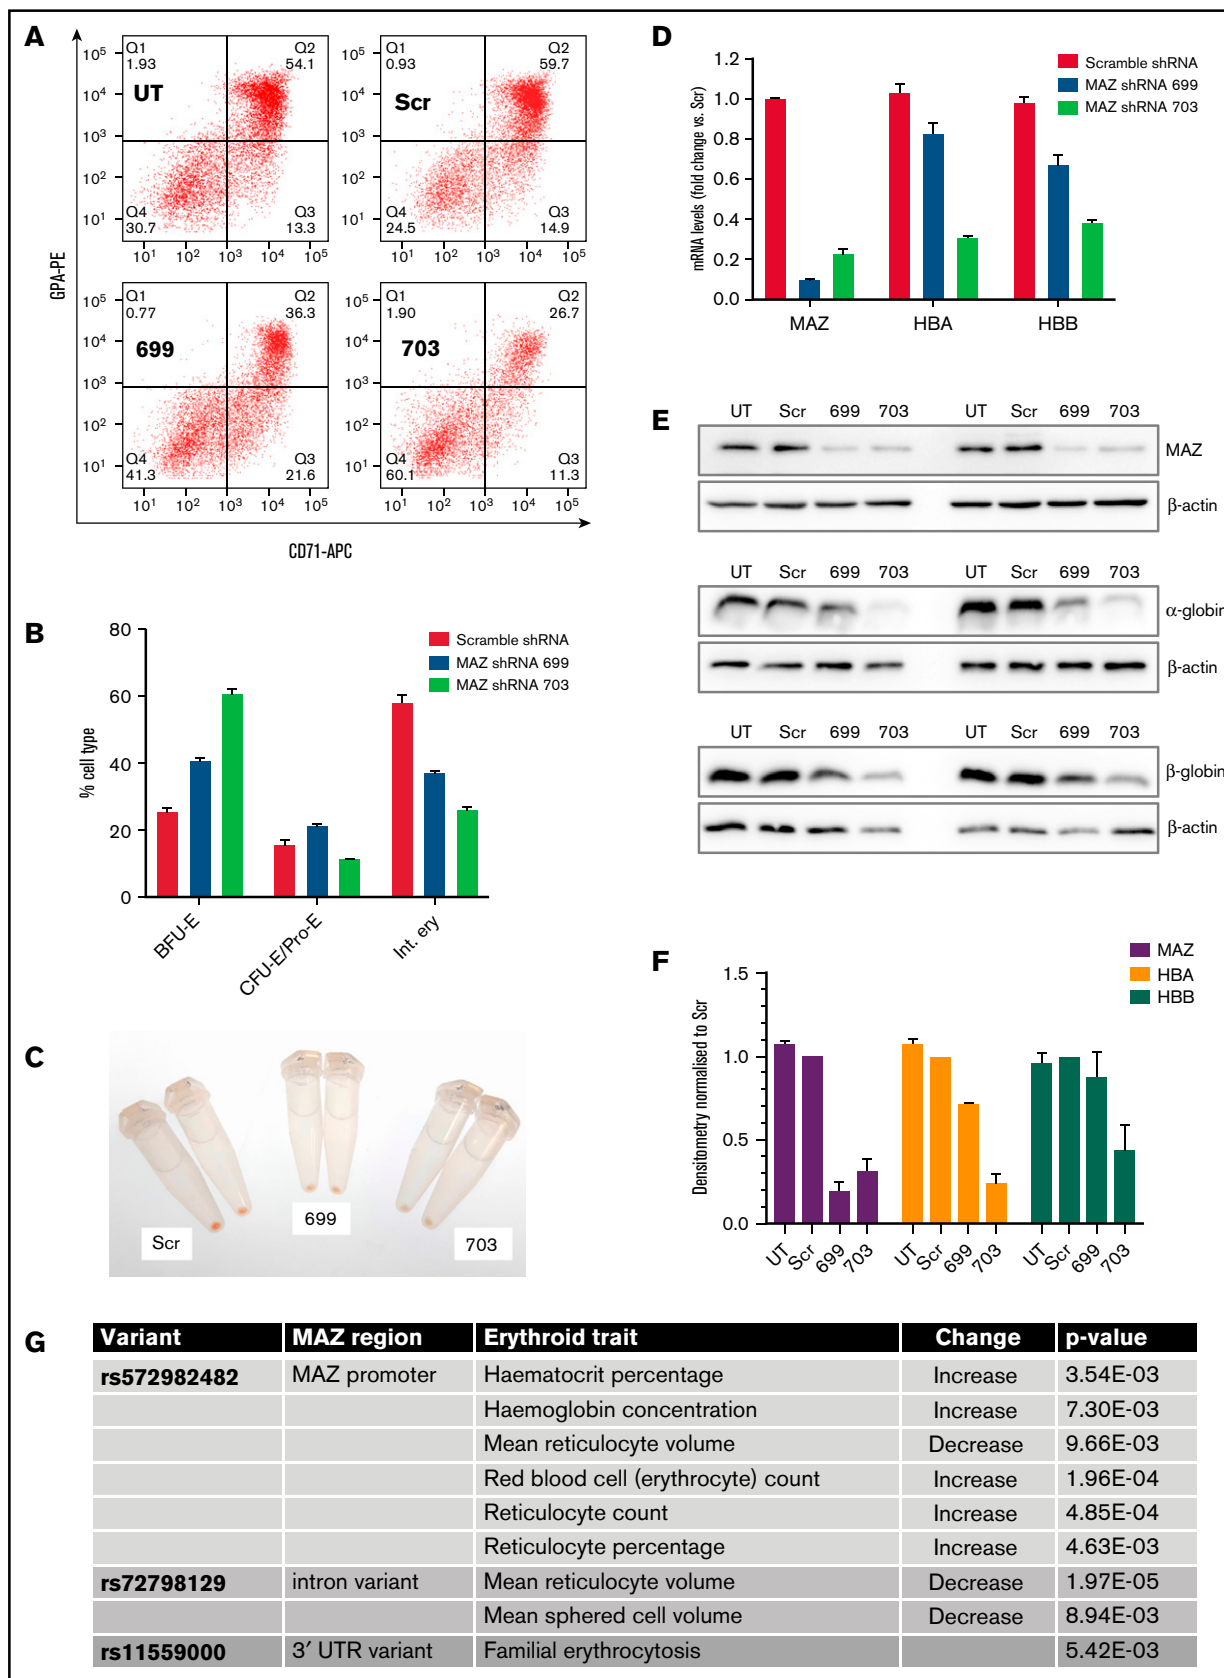 A
GPA-PE
CD71-APC
Q1
1.93
Q2
54.1
UT
Q4
30.7
Q3
13.3
10⁵
10⁴
10³
10²
10¹
10¹ 10² 10³ 10⁴ 10⁵
Q1
0.93
Q2
59.7
Scr
Q4
24.5
Q3
14.9
10⁵
10⁴
10³
10²
10¹
10¹ 10² 10³ 10⁴ 10⁵
Q1
0.77
Q2
36.3
699
Q4
41.3
Q3
21.6
10⁵
10⁴
10³
10²
10¹
10¹ 10² 10³ 10⁴ 10⁵
Q1
1.90
Q2
26.7
703
Q4
60.1
Q3
11.3
10⁵
10⁴
10³
10²
10¹
10¹ 10² 10³ 10⁴ 10⁵
B
% cell type
80
60
40
20
0
Scramble shRNA
MAZ shRNA 699
MAZ shRNA 703
BFU-E
CFU-E/Pro-E
Int. ery
C
Scr
699
703
D
mRNA levels (fold change vs. Scr)
1.2
1.0
0.8
0.6
0.4
0.2
0.0
Scramble shRNA
MAZ shRNA 699
MAZ shRNA 703
MAZ HBA HBB
E
UT Scr 699 703 UT Scr 699 703
MAZ
β-actin
UT Scr 699 703 UT Scr 699 703
α-globin
β-actin
UT Scr 699 703 UT Scr 699 703
β-globin
β-actin
F
Densitometry normalised to Scr
1.5
1.0
0.5
0.0
MAZ
HBA
HBB
UT Scr 699 703 UT Scr 699 703 UT Scr 699 703
G
Variant MAZ region Erythroid trait Change p-value
rs572982482 MAZ promoter Haematocrit percentage Increase 3.54E-03
Haemoglobin concentration Increase 7.30E-03
Mean reticulocyte volume Decrease 9.66E-03
Red blood cell (erythrocyte) count Increase 1.96E-04
Reticulocyte count Increase 4.85E-04
Reticulocyte percentage Increase 4.63E-03
rs72798129 intron variant Mean reticulocyte volume Decrease 1.97E-05
Mean sphered cell volume Decrease 8.94E-03
rs11559000 3′ UTR variant Familial erythrocytosis 5.42E-03